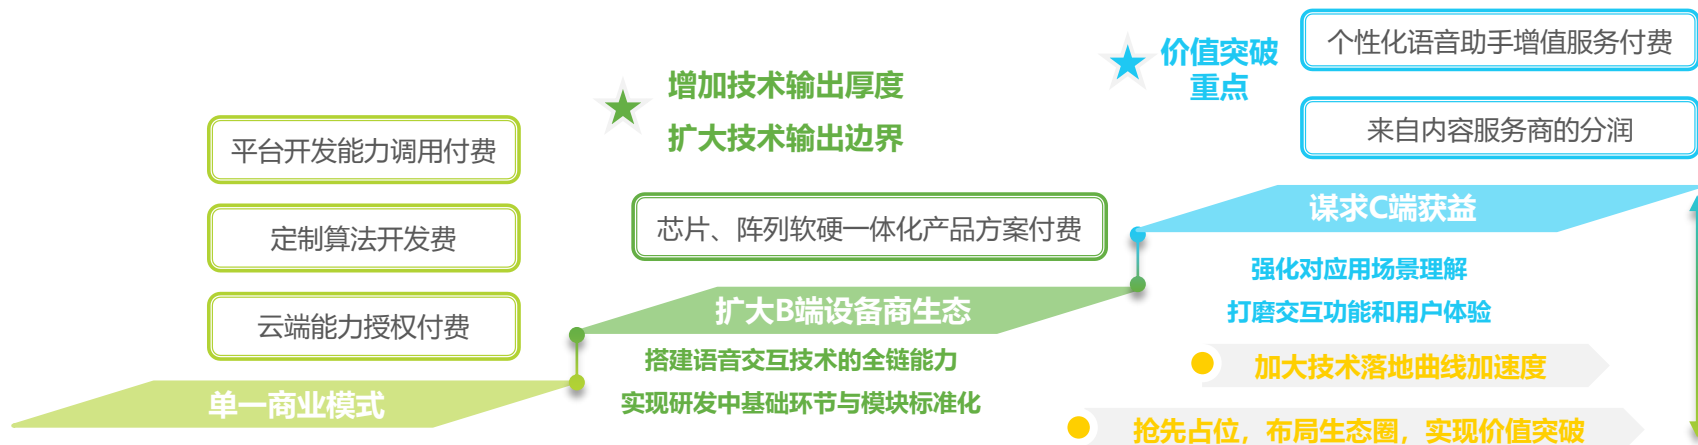 平台开发能力调用付费
定制算法开发费
云端能力授权付费
单一商业模式
增加技术输出厚度
扩大技术输出边界
芯片、阵列软硬一体化产品方案付费
扩大B端设备商生态
搭建语音交互技术的全链能力
实现研发中基础环节与模块标准化
价值突破
重点
个性化语音助手增值服务付费
来自内容服务商的分润
谋求C端获益
强化对应用场景理解
打磨交互功能和用户体验
加大技术落地曲线加速度
抢先占位，布局生态圈，实现价值突破